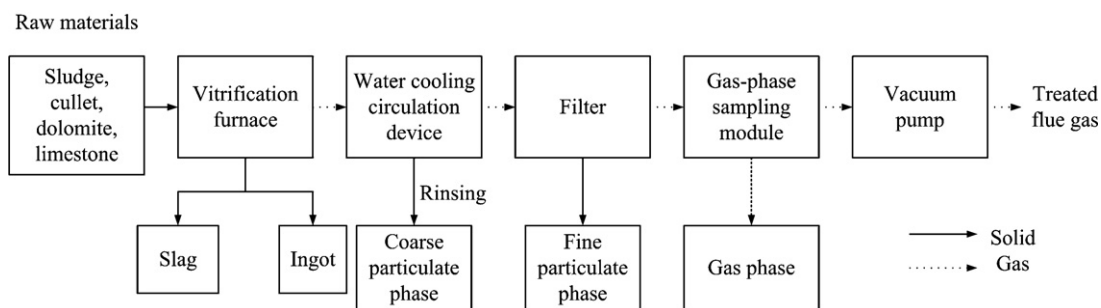 Raw materials
Sludge,
cullet,
dolomite,
limestone
Vitrification
furnace
Water cooling
circulation
device
Filter
Gas-phase
sampling
module
Vacuum
pump
Treated
flue gas
Rinsing
Slag
Ingot
Coarse
particulate
phase
Fine
particulate
phase
Gas phase
Solid
Gas